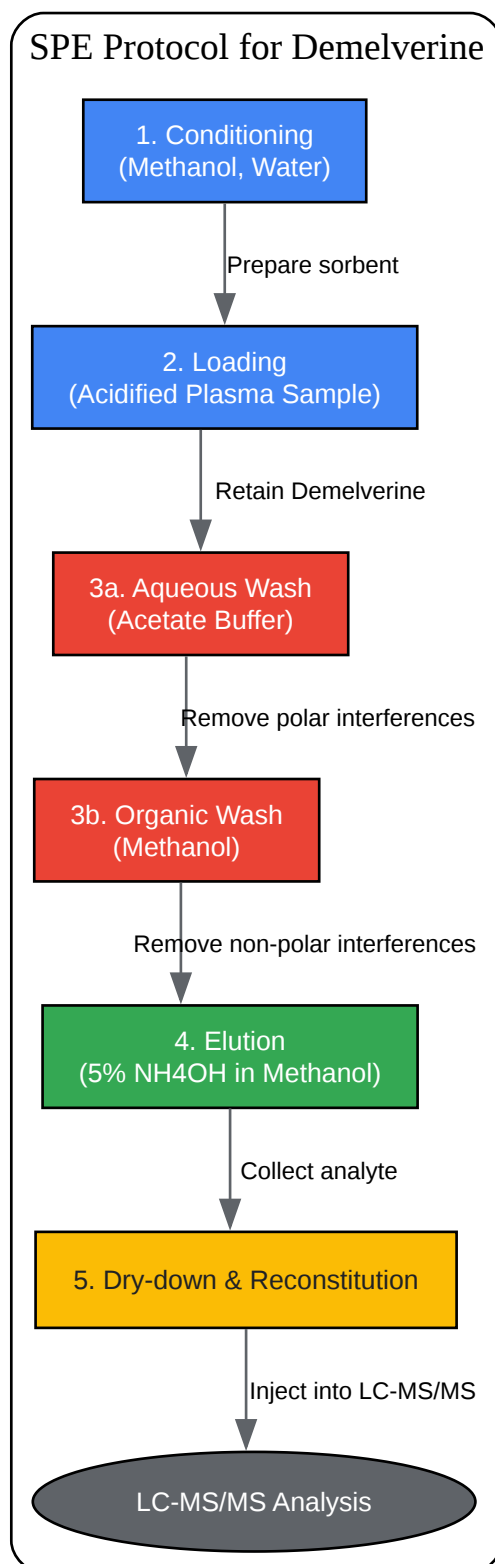 SPE Protocol for Demelverine
1. Conditioning
(Methanol, Water)
Prepare sorbent
2. Loading
(Acidified Plasma Sample)
Retain Demelverine
3a. Aqueous Wash
(Acetate Buffer)
Remove polar interferences
3b. Organic Wash
(Methanol)
Remove non-polar interferences
4. Elution
(5% NH4OH in Methanol)
Collect analyte
5. Dry-down & Reconstitution
Inject into LC-MS/MS
LC-MS/MS Analysis